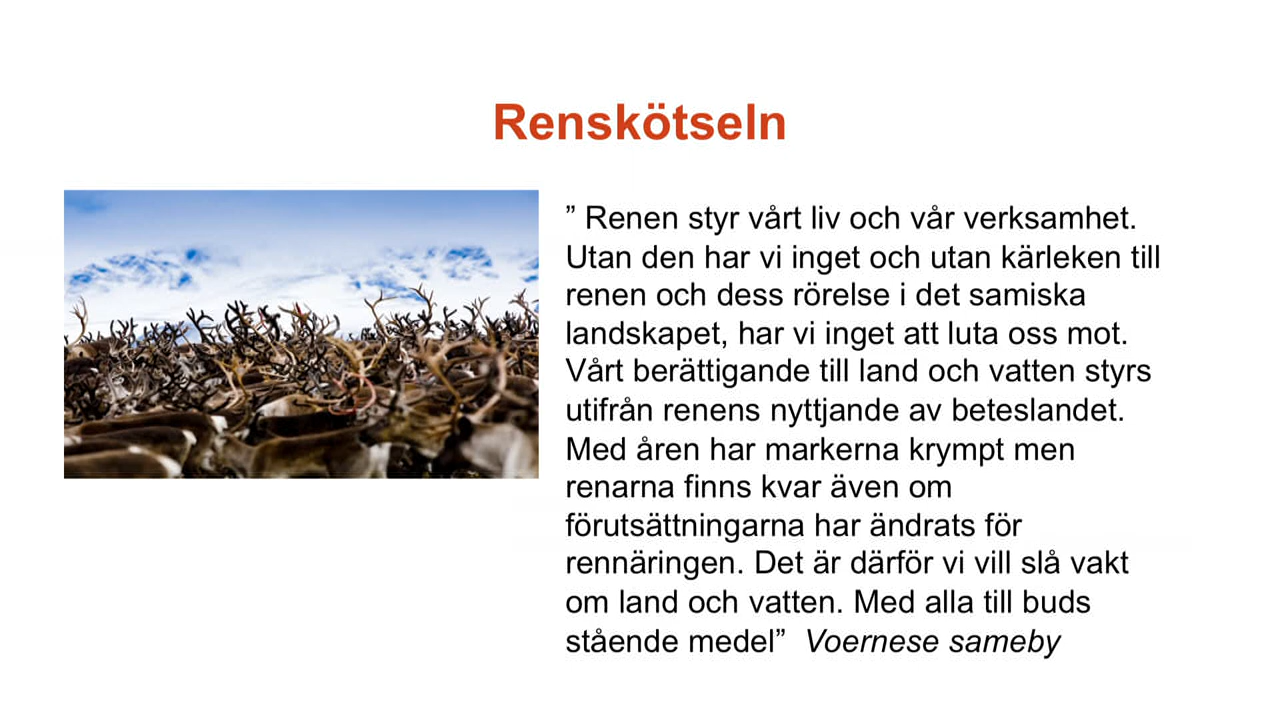 Renskötseln
” Renen styr vårt liv och vår verksamhet.
Utan den har vi inget och utan kärleken till
renen och dess rörelse i det samiska
landskapet, har vi inget att luta oss mot.
Vårt berättigande till land och vatten styrs
utifrån renens nyttjande av beteslandet.
Med åren har markerna krympt men
renarna finns kvar även om
förutsättningarna har ändrats för
rennäringen. Det är därför vi vill slå vakt
om land och vatten. Med alla till buds
stående medel” Voernese sameby